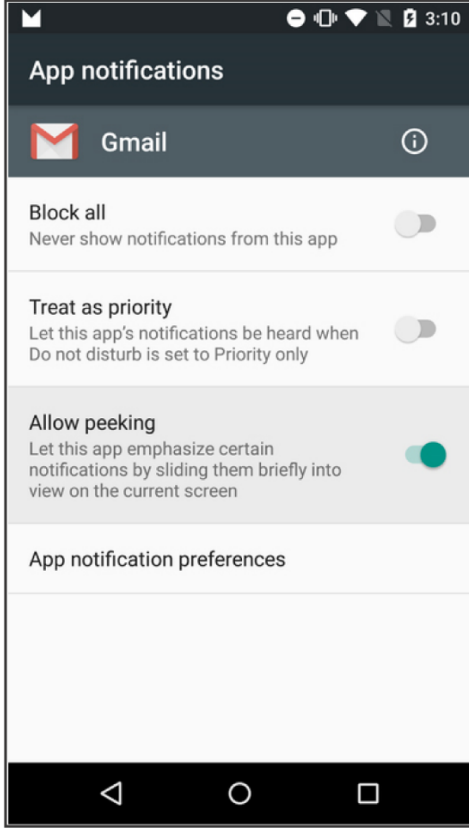 3:10
App notifications
Gmail
Block all
Never show notifications from this app
Treat as priority
Let this app's notifications be heard when
Do not disturb is set to Priority only
Allow peeking
Let this app emphasize certain
notifications by sliding them briefly into
view on the current screen
App notification preferences